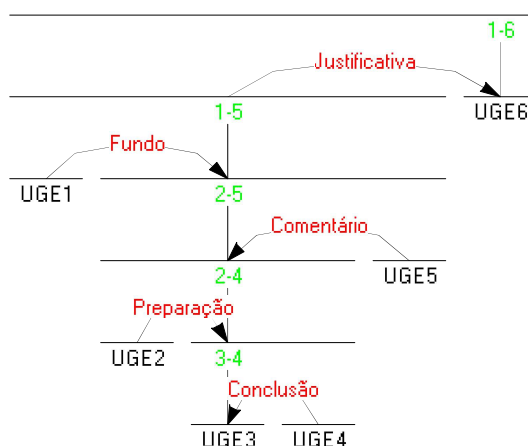 1-6
Justificativa
1-5 UGE6
Fundo
UGE1 2-5
Comentário
2-4 UGE5
Preparação
UGE2 3-4
Conclusão
UGE3 UGE4